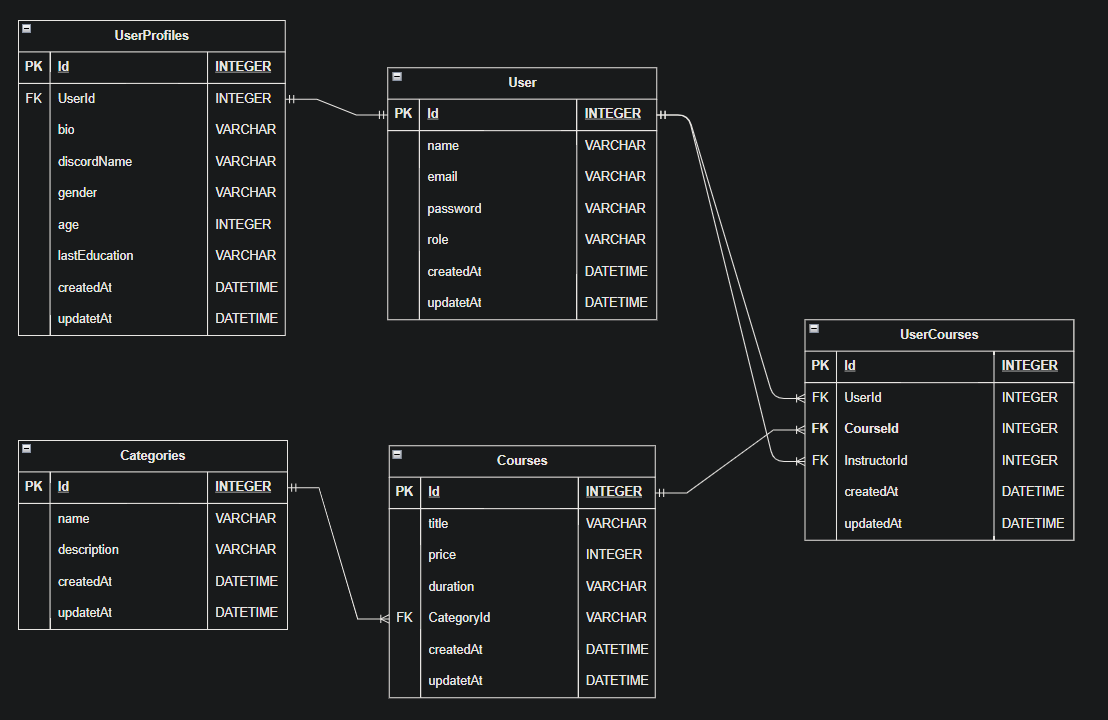 UserProfiles
PK Id INTEGER
FK UserId INTEGER
bio VARCHAR
discordName VARCHAR
gender VARCHAR
age INTEGER
lastEducation VARCHAR
createdAt DATETIME
updatetAt DATETIME
User
PK Id INTEGER
name VARCHAR
email VARCHAR
password VARCHAR
role VARCHAR
createdAt DATETIME
updatetAt DATETIME
UserCourses
PK Id INTEGER
FK UserId INTEGER
FK CourseId INTEGER
FK InstructorId INTEGER
createdAt DATETIME
updatedAt DATETIME
Categories
PK Id INTEGER
name VARCHAR
description VARCHAR
createdAt DATETIME
updatetAt DATETIME
Courses
PK Id INTEGER
title VARCHAR
price INTEGER
duration VARCHAR
FK CategoryId VARCHAR
createdAt DATETIME
updatetAt DATETIME